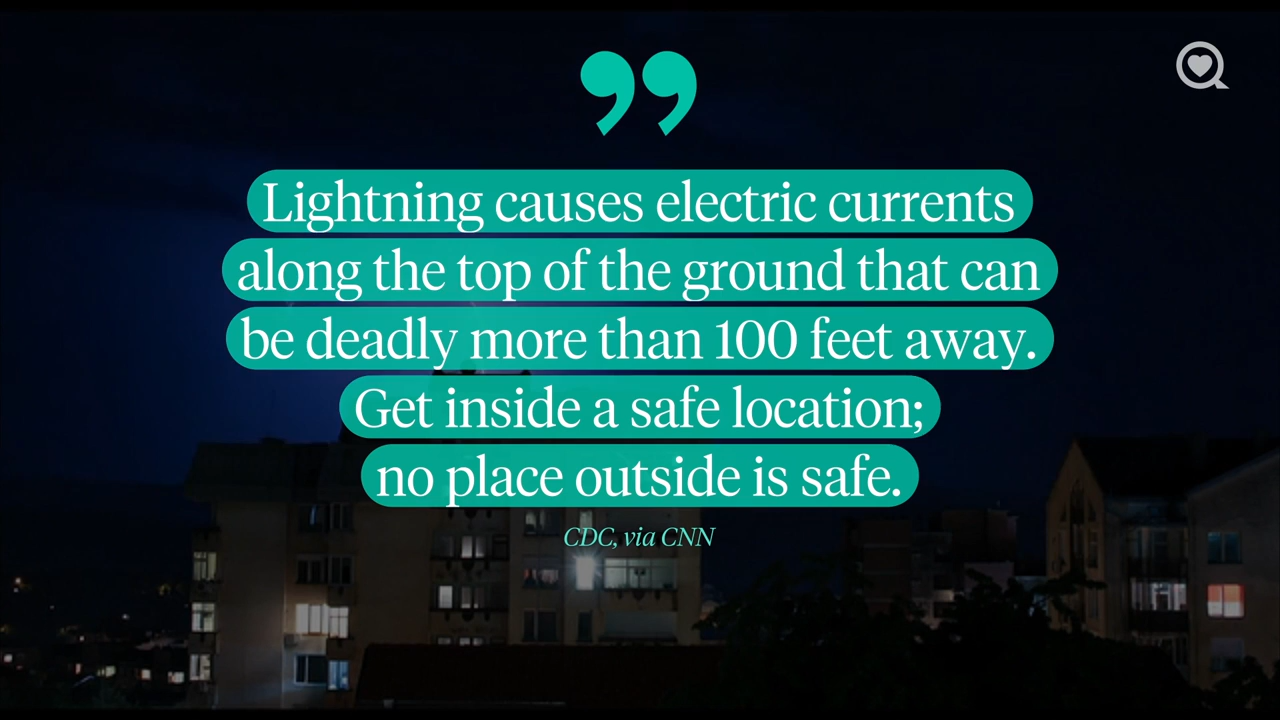 ”
Lightning causes electric currents
along the top of the ground that can
be deadly more than 100 feet away.
Get inside a safe location;
no place outside is safe.
CDC, via CNN